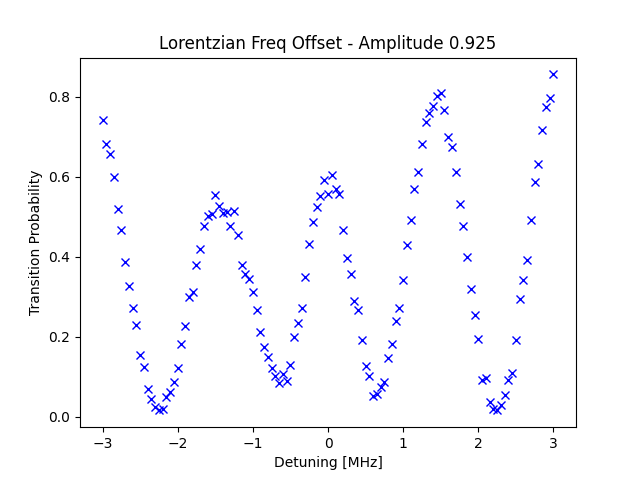 Lorentzian Freq Offset - Amplitude 0.925
Transition Probability
0.8
0.6
0.4
0.2
0.0
−3 −2 −1 0 1 2 3
Detuning [MHz]